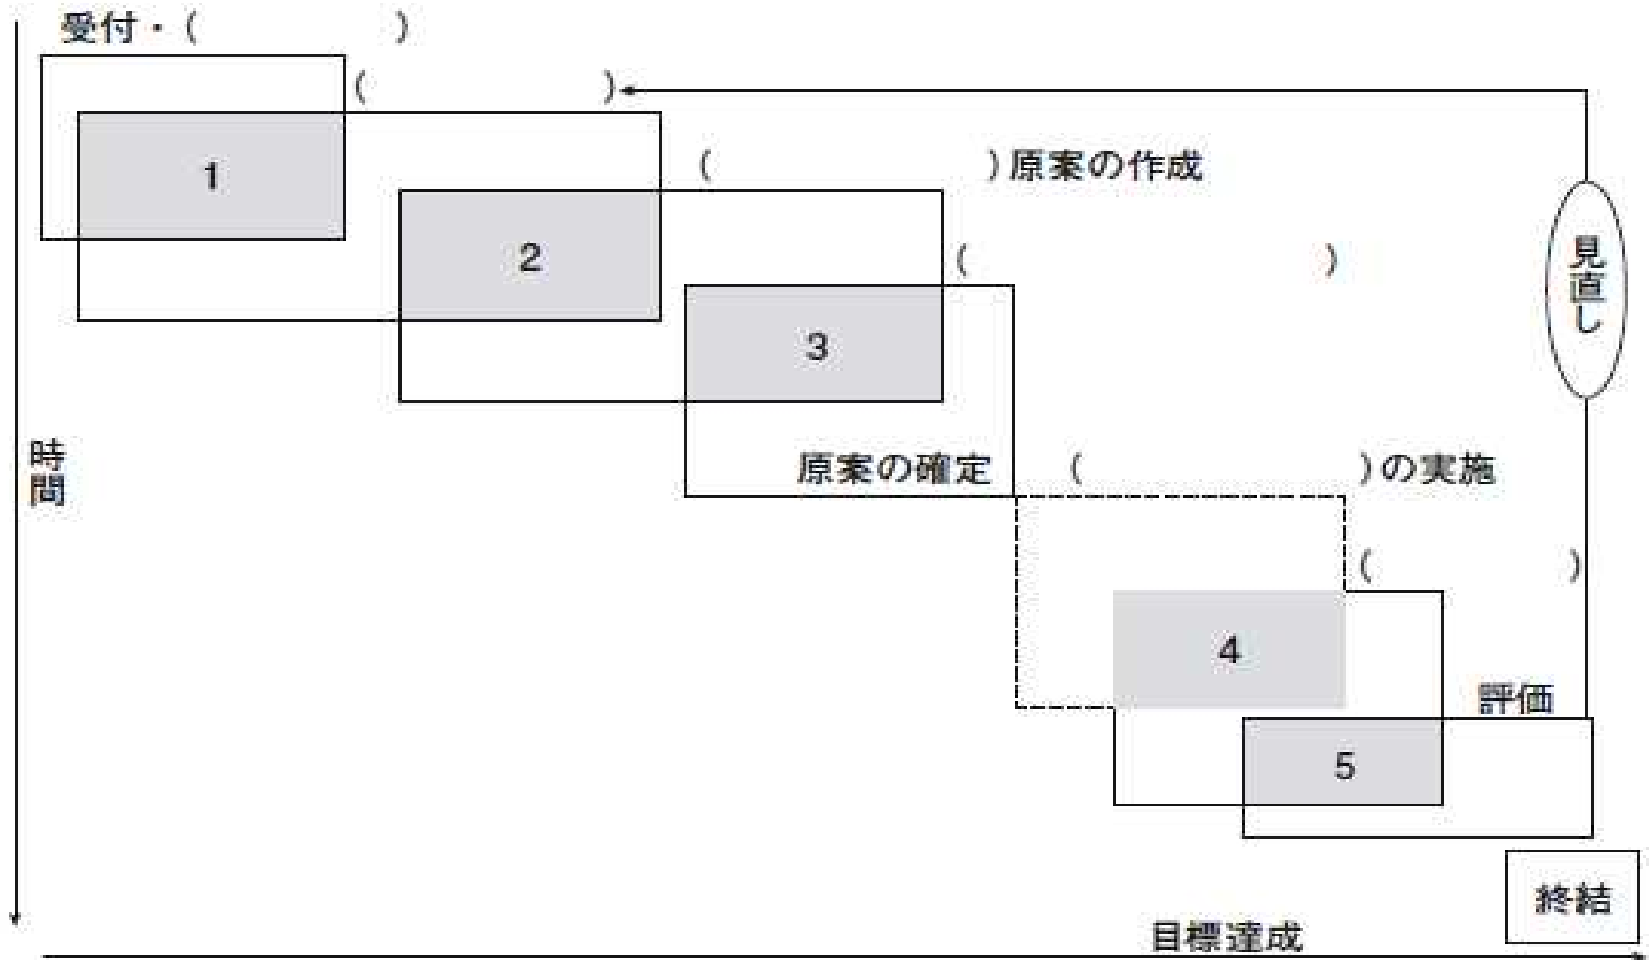 受付・(　　　　　)
(　　　　　　)
1
(　　　　　　　)原案の作成
2
(　　　　　　　　　)
見直し
3
時間
原案の確定
(　　　　　　　)の実施
(　　　　　)
4
評価
5
終結
目標達成